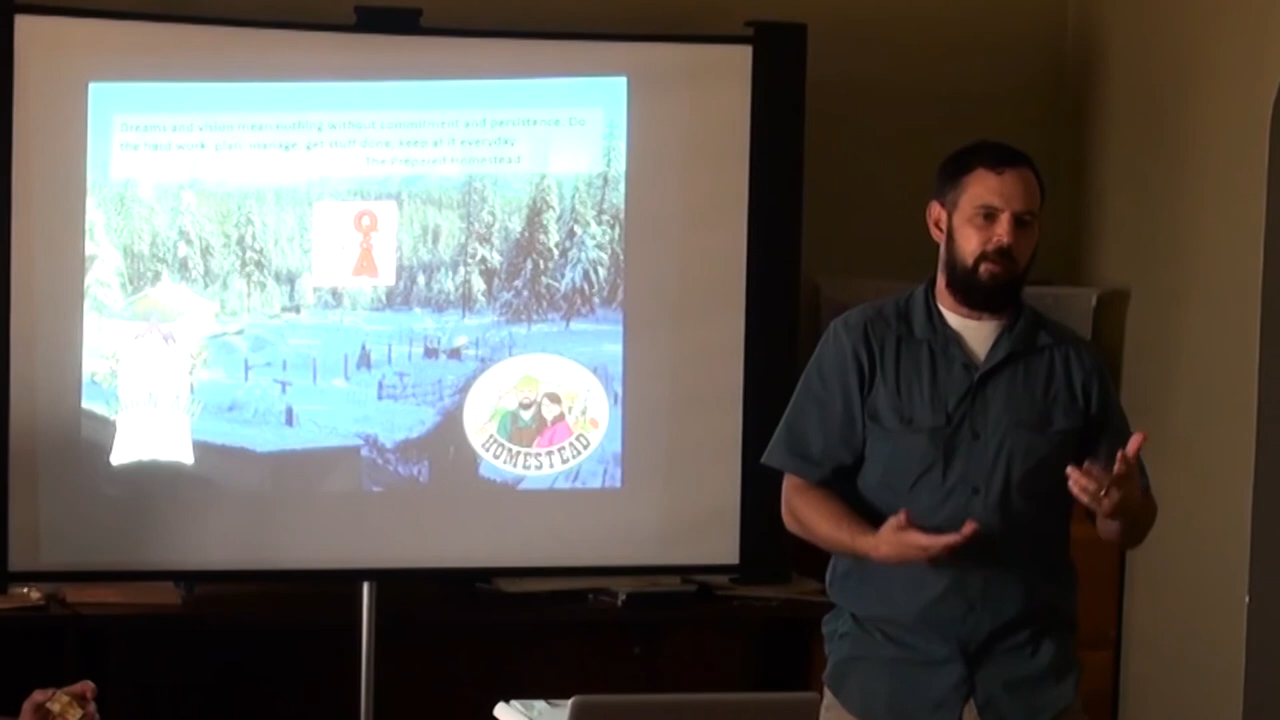 Dreams and vision mean nothing without commitment and persistence. Do
the hard work, plan, manage, get stuff done, keep at it everyday
the Prepared Homestead
Q
&
A
HOMESTEAD